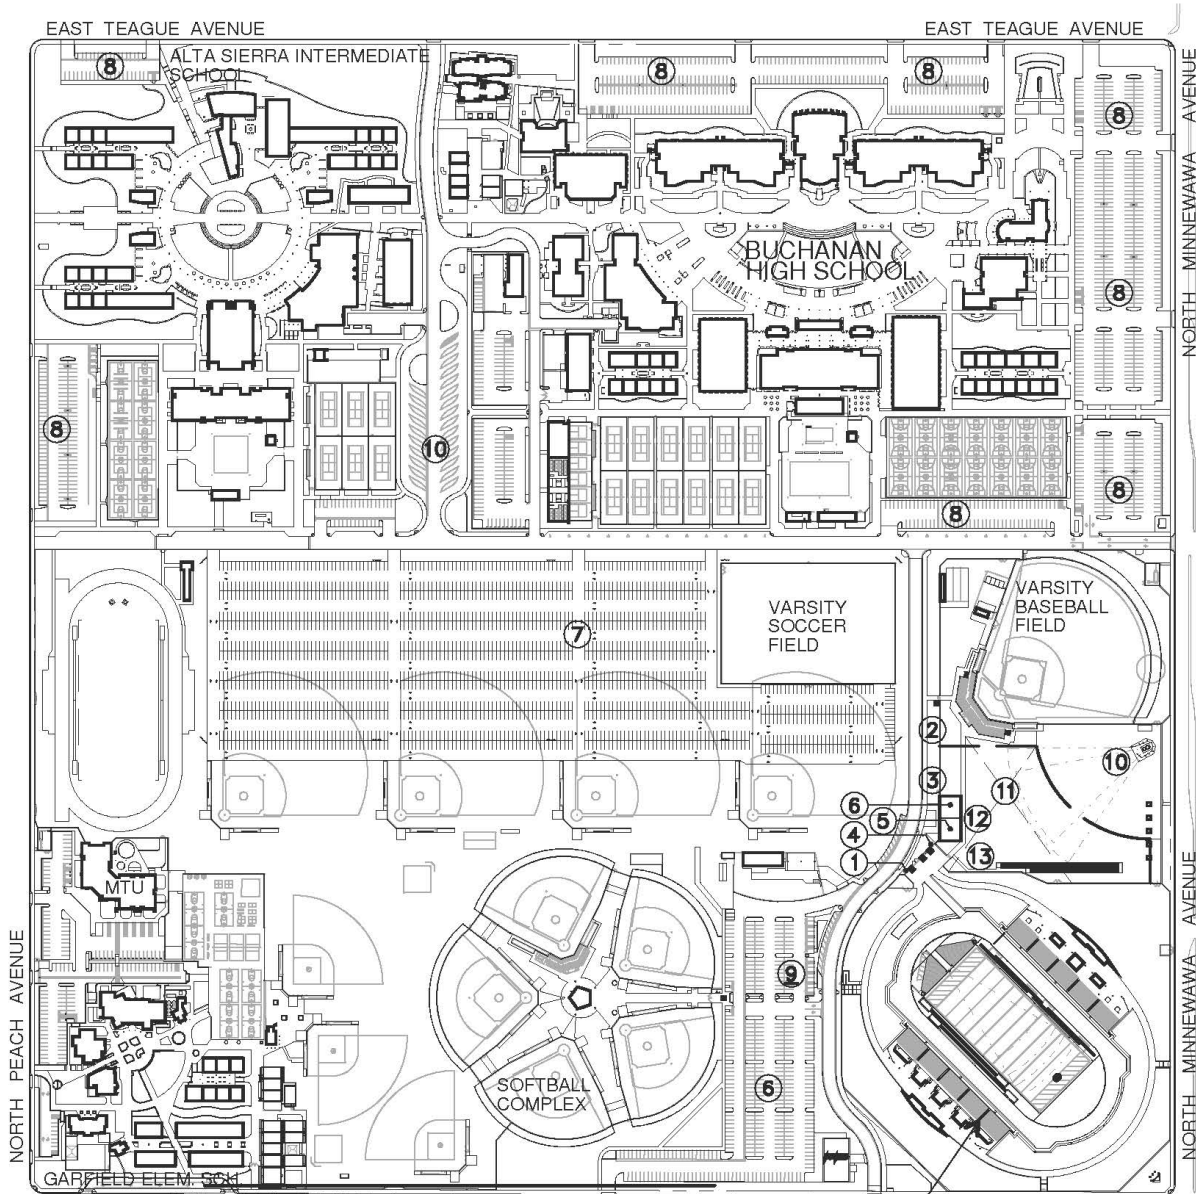 EAST TEAGUE AVENUE
EAST TEAGUE AVENUE
ALTA SIERRA INTERMEDIATE
SCHOOL
8
8
8
8
NORTH MINNEWAWA AVENUE
BUCHANAN
HIGH SCHOOL
8
8
10
8
8
VARSITY
SOCCER
FIELD
7
VARSITY
BASEBALL
FIELD
2
10
3
11
6
5
12
4
1
13
MTU
9
6
SOFTBALL
COMPLEX
NORTH PEACH AVENUE
NORTH MINNEWAWA AVENUE
GARFIELD ELEM. SCH.